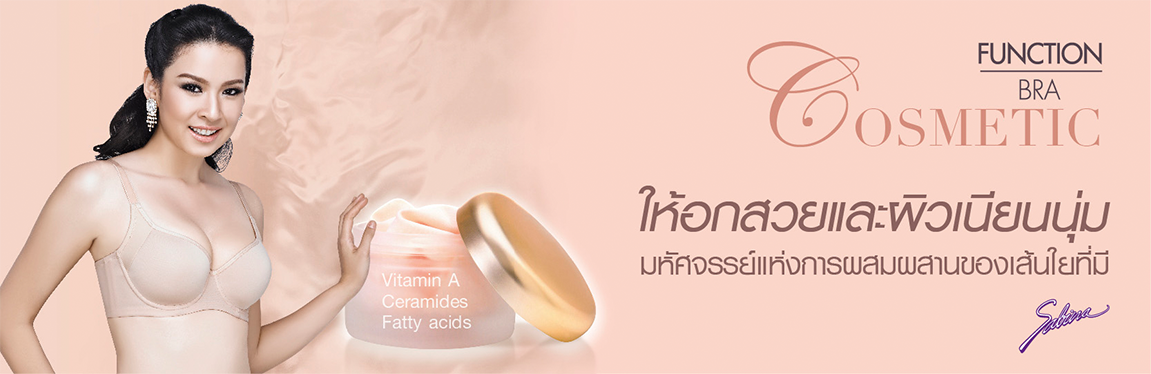 FUNCTION
BRA
COSMETIC
ให้อกสวยและผิวเนียนนุ่ม
มหัศจรรย์แห่งการผสมผสานของเส้นใยที่มี
Vitamin A
Ceramides
Fatty acids
Sabina